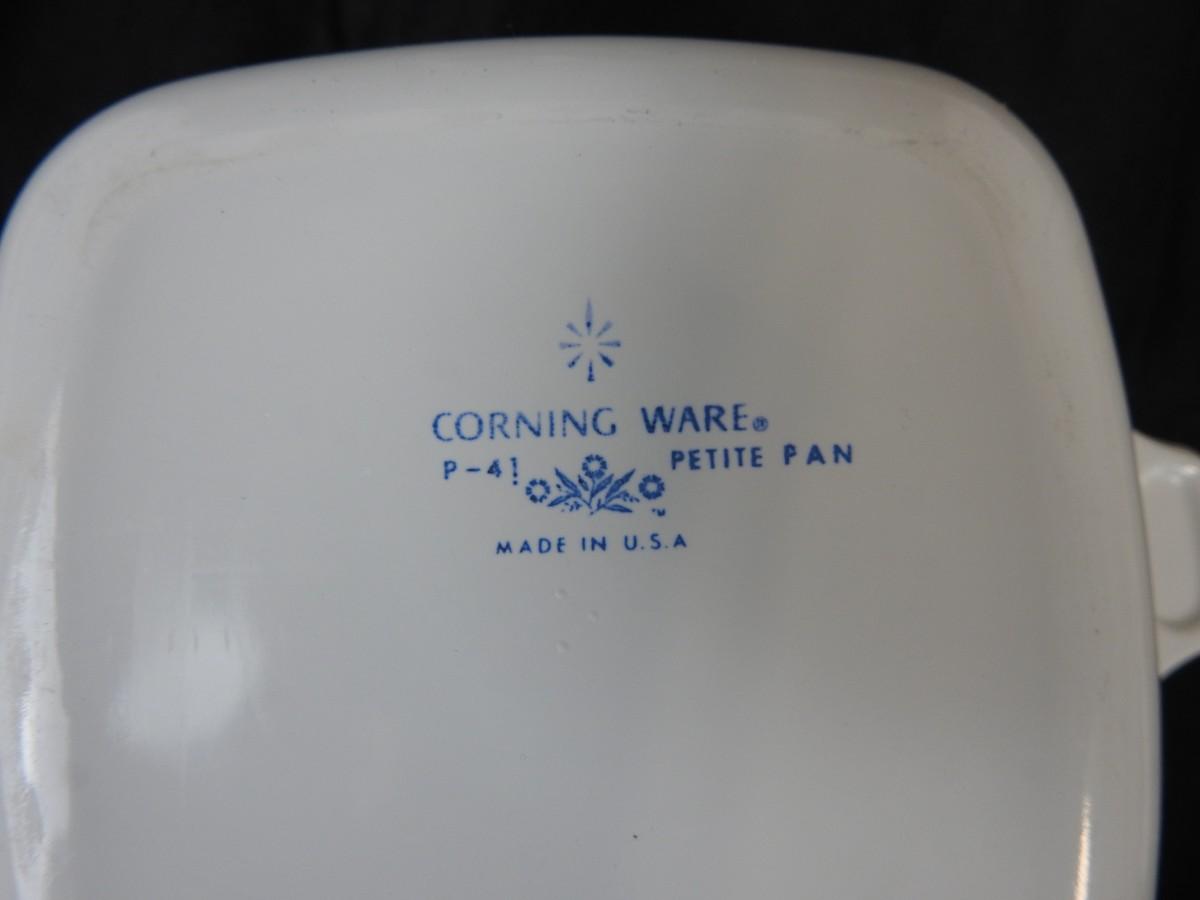 CORNING WARE®
P-41 PETITE PAN
MADE IN U.S.A